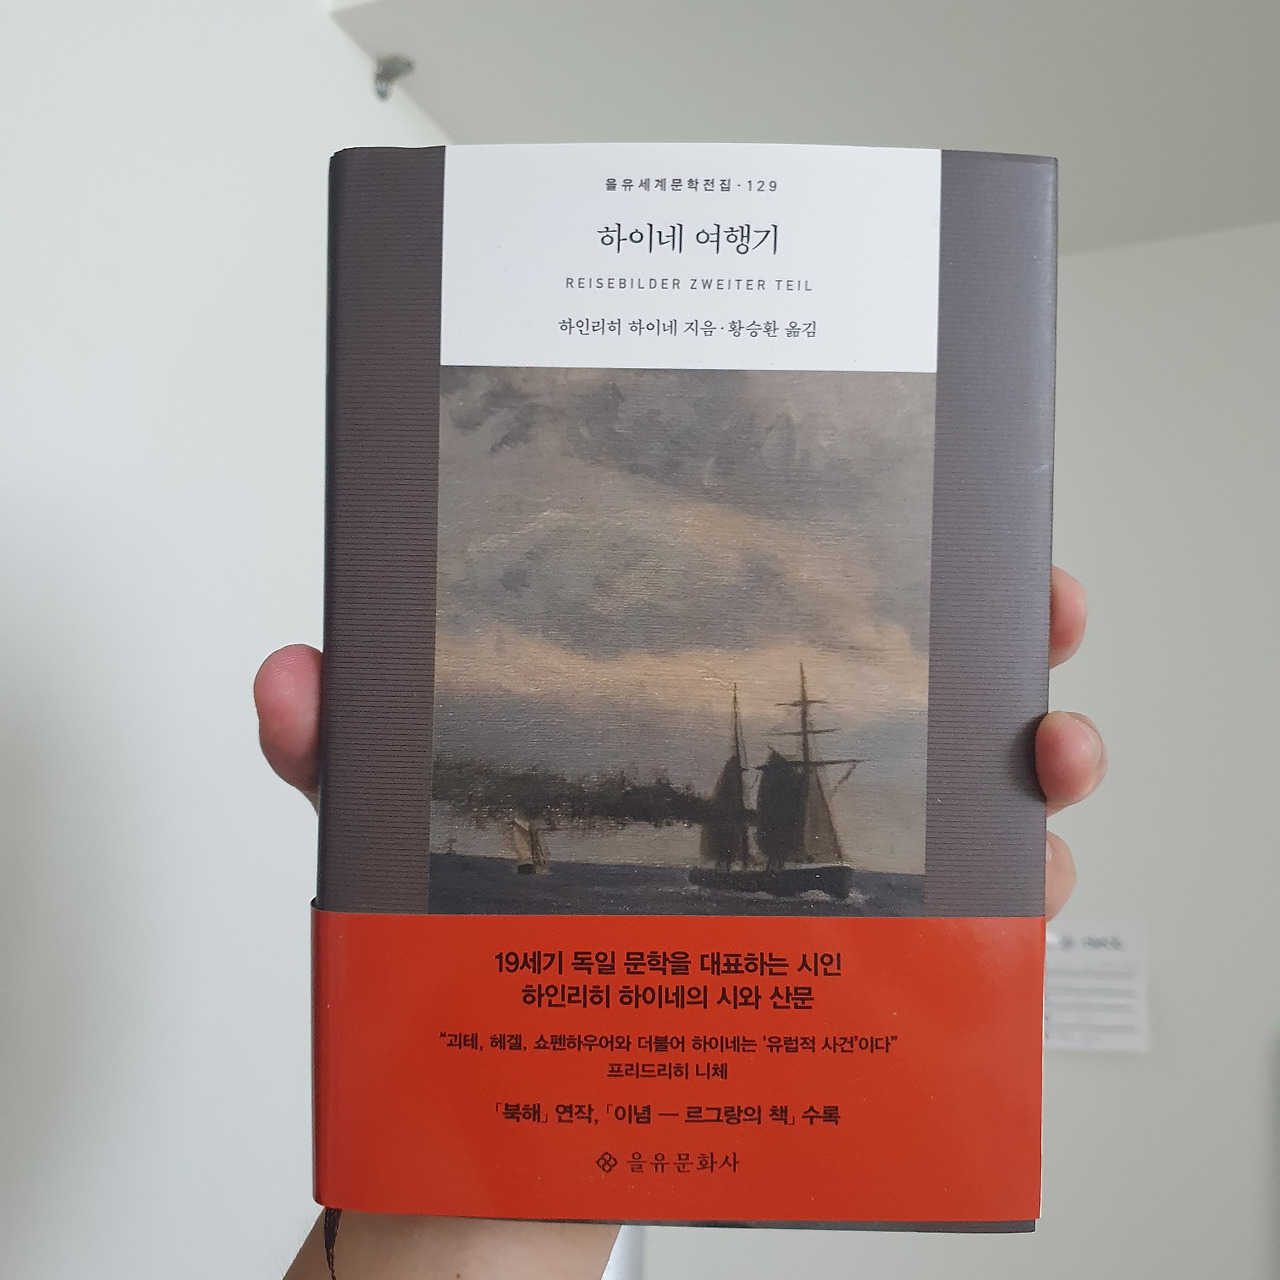 을유세계문학전집·129
하이네 여행기
REISEBILDER ZWEITER TEIL
하인리히 하이네 지음·황승환 옮김
19세기 독일 문학을 대표하는 시인
하인리히 하이네의 시와 산문
“괴테, 헤겔, 쇼펜하우어와 더불어 하이네는 ‘유럽적 사건’이다”
프리드리히 니체
「북해」 연작, 「이념 — 르그랑의 책」 수록
을유문화사